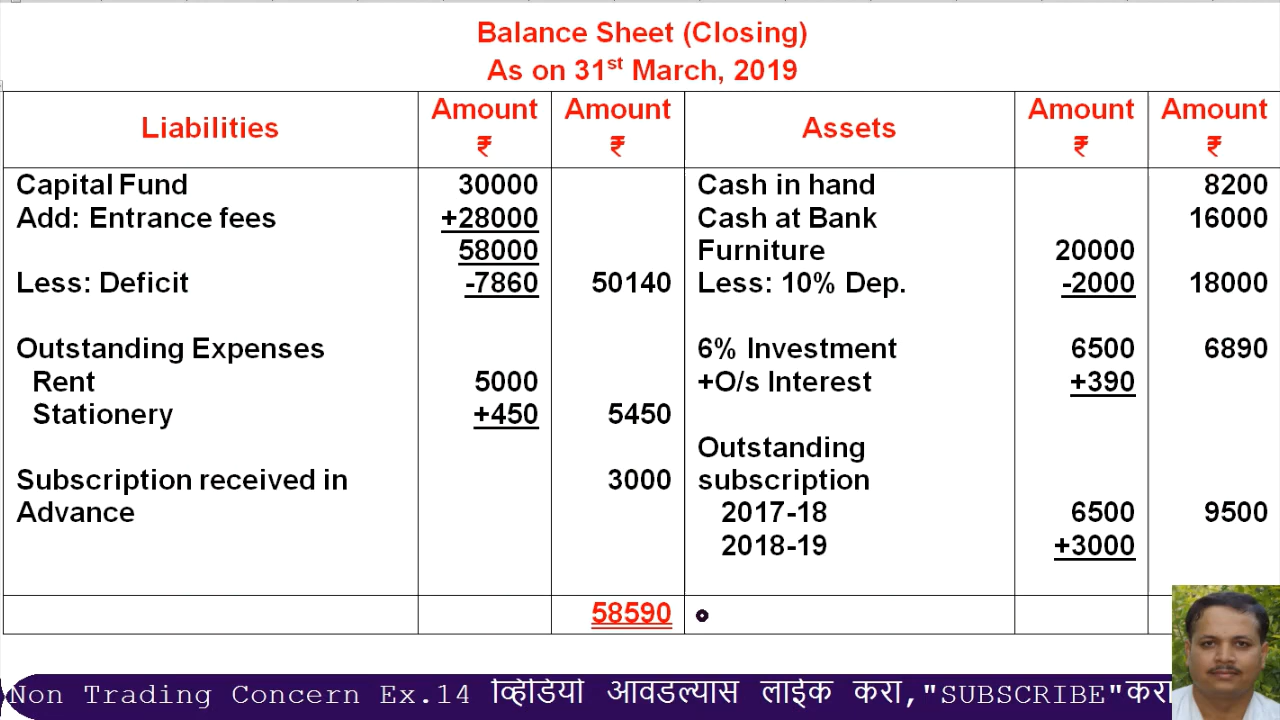 Balance Sheet (Closing)
As on 31st March, 2019
Liabilities Amount ₹ Amount ₹ Assets Amount ₹ Amount ₹
Capital Fund 30000 Cash in hand 8200
Add: Entrance fees +28000 Cash at Bank 16000
58000 Furniture 20000
Less: Deficit -7860 50140 Less: 10% Dep. -2000 18000
Outstanding Expenses 6% Investment 6500 6890
Rent 5000 +O/s Interest +390
Stationery +450 5450
Outstanding
Subscription received in 3000 subscription
Advance 2017-18 6500 9500
2018-19 +3000
58590
Non Trading Concern Ex.14 व्हिडियो आवडल्यास लाईक करा,"SUBSCRIBE"करा